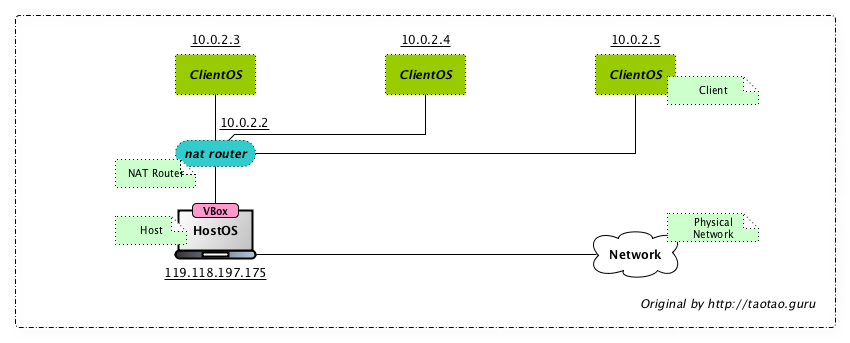 10.0.2.3
10.0.2.4
10.0.2.5
ClientOS
ClientOS
ClientOS
Client
10.0.2.2
nat router
NAT Router
VBox
Host
HostOS
Physical
Network
Network
119.118.197.175
Original by http://taotao.guru